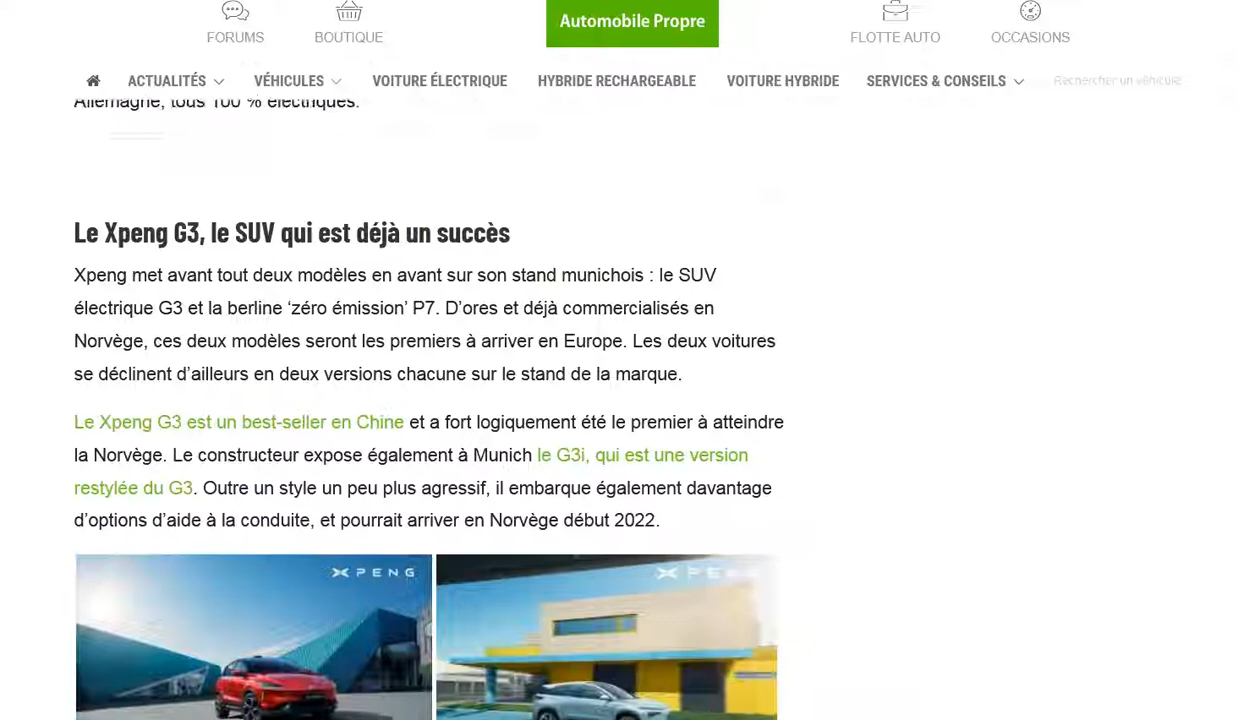 FORUMS
BOUTIQUE
Automobile Propre
FLOTTE AUTO
OCCASIONS
ACTUALITÉS
VÉHICULES
VOITURE ÉLECTRIQUE
HYBRIDE RECHARGEABLE
VOITURE HYBRIDE
SERVICES & CONSEILS
Rechercher un véhicule
Allemagne, tous 100 % électriques.
Le Xpeng G3, le SUV qui est déjà un succès
Xpeng met avant tout deux modèles en avant sur son stand munichois : le SUV
électrique G3 et la berline ‘zéro émission’ P7. D’ores et déjà commercialisés en
Norvège, ces deux modèles seront les premiers à arriver en Europe. Les deux voitures
se déclinent d’ailleurs en deux versions chacune sur le stand de la marque.
Le Xpeng G3 est un best-seller en Chine et a fort logiquement été le premier à atteindre
la Norvège. Le constructeur expose également à Munich le G3i, qui est une version
restylée du G3. Outre un style un peu plus agressif, il embarque également davantage
d’options d’aide à la conduite, et pourrait arriver en Norvège début 2022.
XPENG